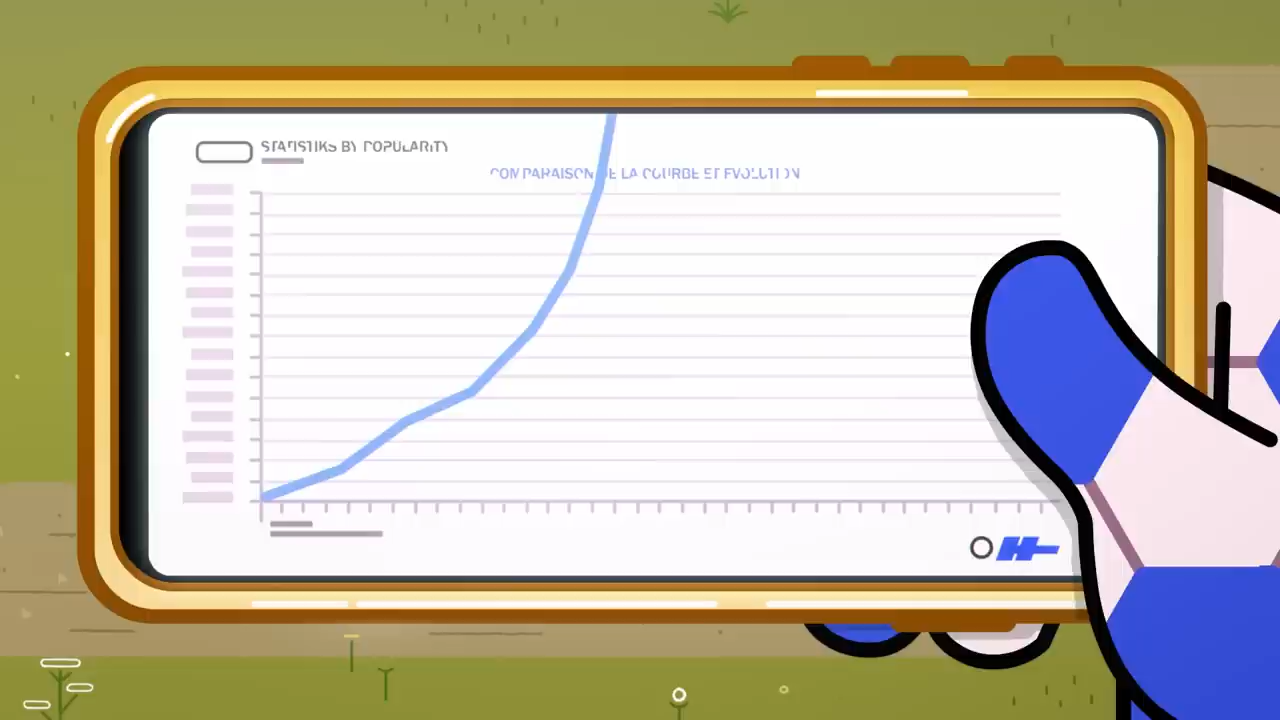 STATISTIKS BY POPULARITY
COMPARAISON DE LA COURBE ET EVOLUTION